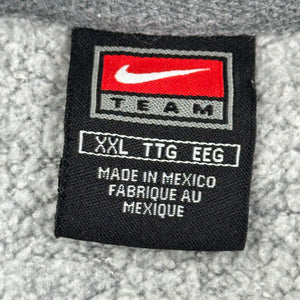 TEAM
XXL TTG EEG
MADE IN MEXICO
FABRIQUE AU
MEXIQUE